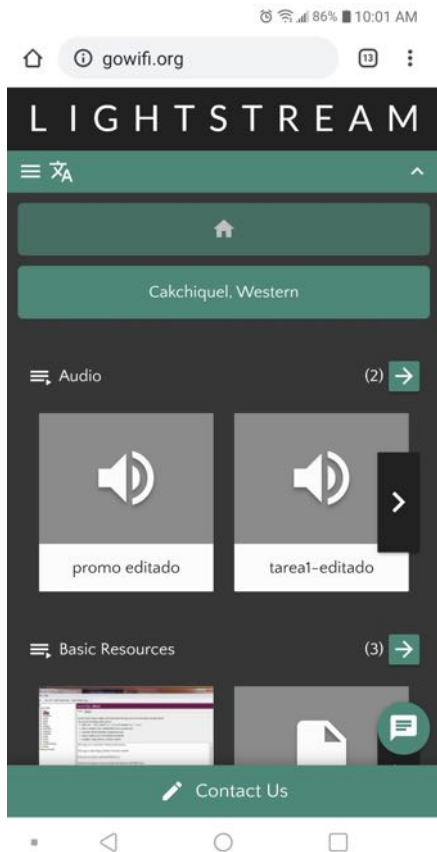 86% 10:01 AM
gowifi.org
13
LIGHTSTREAM
Cakchiquel, Western
Audio (2)
promo editado
tarea1-editado
Basic Resources (3)
Contact Us